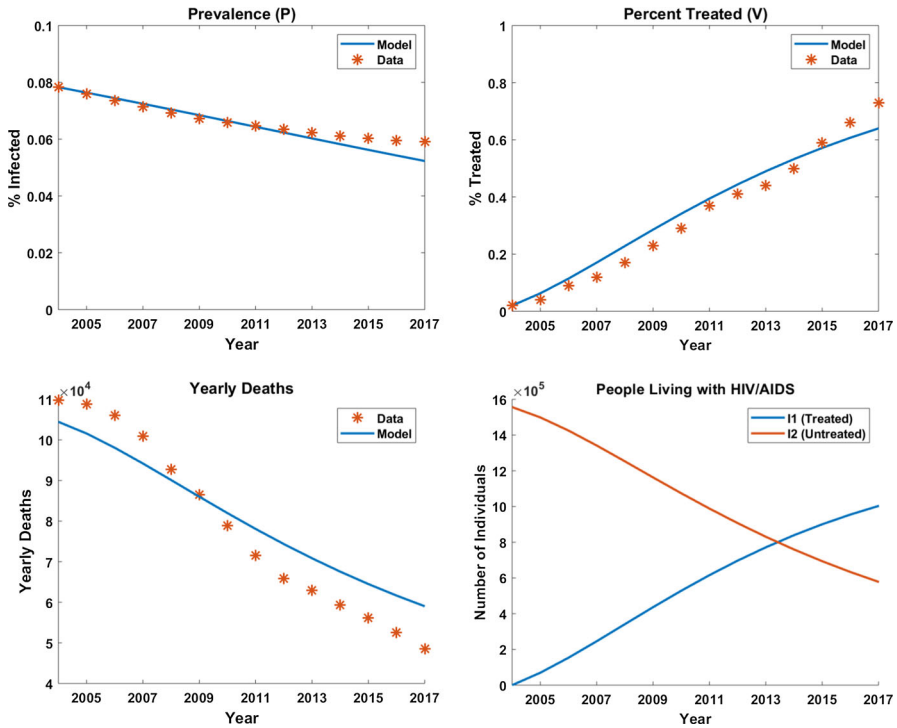 Prevalence (P)
0.1
0.08
0.06
0.04
0.02
0
% Infected
Model
Data
2005 2007 2009 2011 2013 2015 2017
Year
Percent Treated (V)
1
0.8
0.6
0.4
0.2
0
% Treated
Model
Data
2005 2007 2009 2011 2013 2015 2017
Year
Yearly Deaths
×10^4
11
10
9
8
7
6
5
4
Yearly Deaths
Data
Model
2005 2007 2009 2011 2013 2015 2017
Year
People Living with HIV/AIDS
×10^5
16
14
12
10
8
6
4
2
0
Number of Individuals
I1 (Treated)
I2 (Untreated)
2005 2007 2009 2011 2013 2015 2017
Year